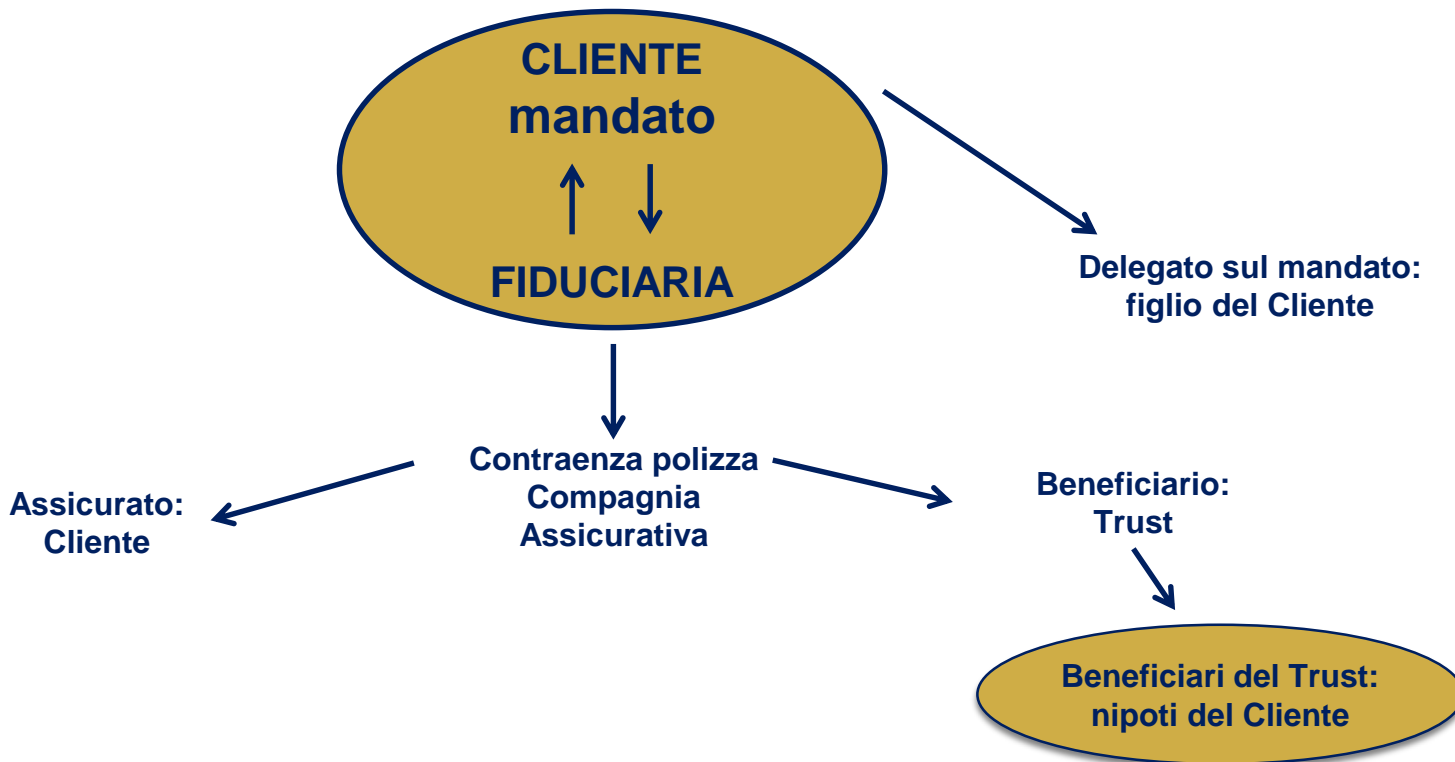 CLIENTE
mandato
FIDUCIARIA
Delegato sul mandato:
figlio del Cliente
Contraenza polizza
Compagnia
Assicurativa
Assicurato:
Cliente
Beneficiario:
Trust
Beneficiari del Trust:
nipoti del Cliente